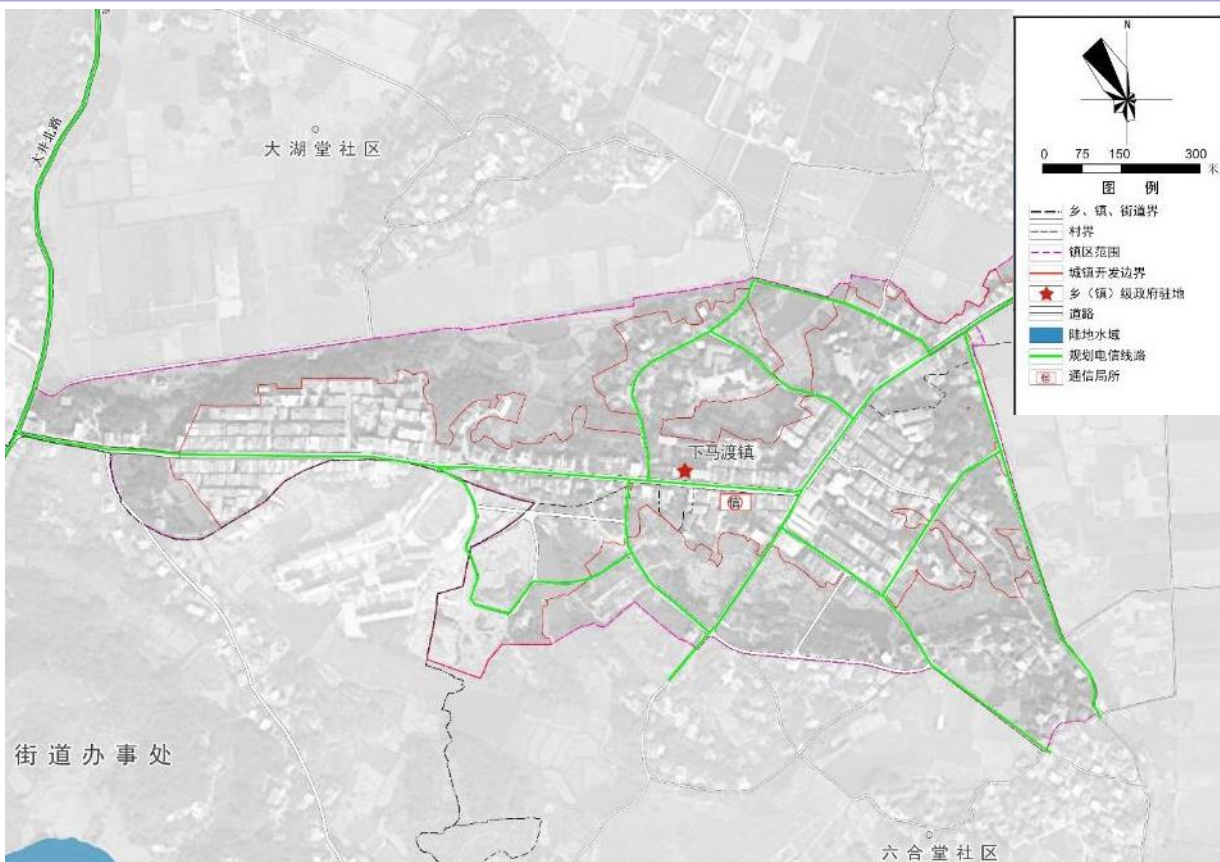 大井北路
大湖堂社区
下马渡镇
信
街道办事处
六合堂社区
N
0 75 150 300 米
图 例
乡、镇、街道界
村界
镇区范围
城镇开发边界
乡（镇）级政府驻地
道路
陆地水域
规划电信线路
信 通信局所